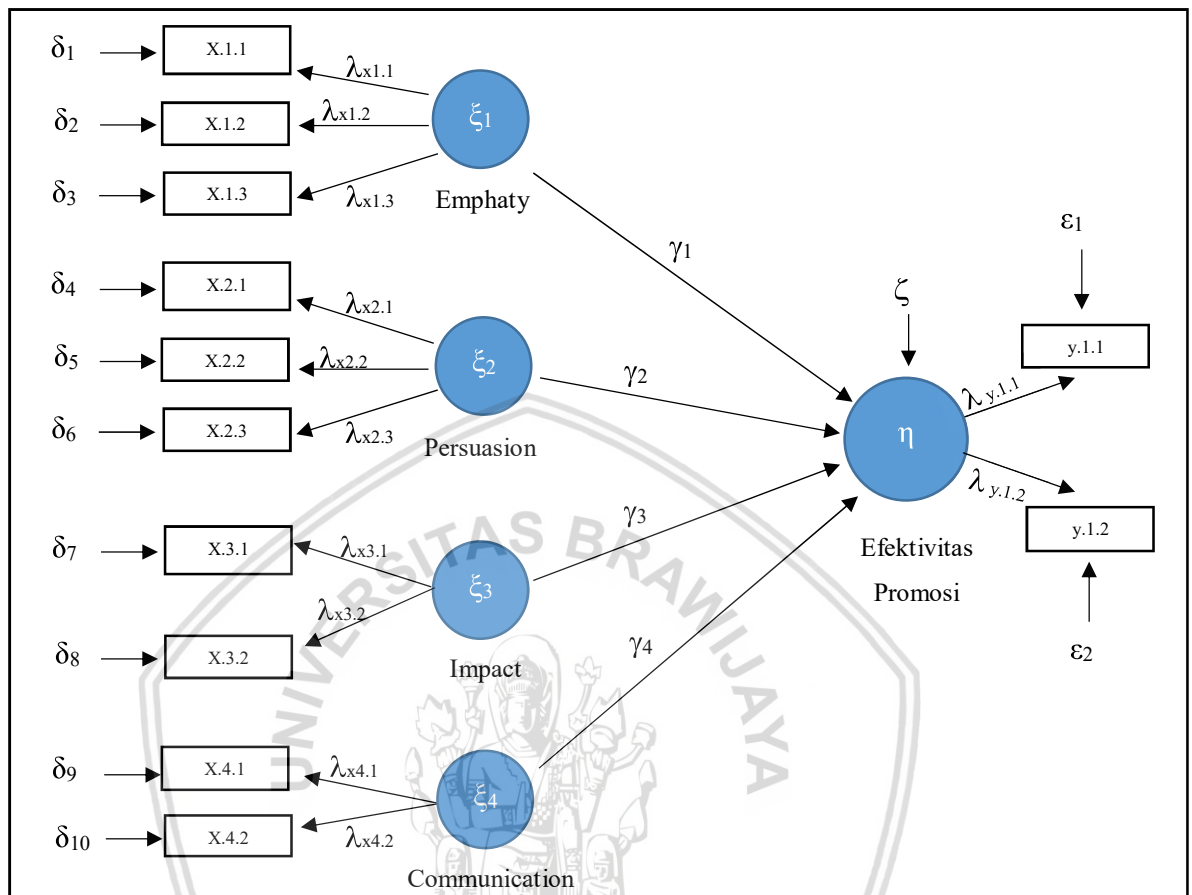 δ1
X.1.1
λx1.1
δ2
X.1.2
λx1.2
ξ1
δ3
X.1.3
λx1.3
Emphaty
γ1
ε1
δ4
X.2.1
λx2.1
ζ
δ5
X.2.2
λx2.2
ξ2
γ2
y.1.1
λ y.1.1
δ6
X.2.3
λx2.3
Persuasion
η
λ y.1.2
δ7
X.3.1
λx3.1
γ3
Efektivitas
Promosi
y.1.2
ξ3
λx3.2
δ8
X.3.2
Impact
γ4
ε2
δ9
X.4.1
λx4.1
ξ4
δ10
X.4.2
λx4.2
Communication
UNIVERSITAS BRAWIJAYA